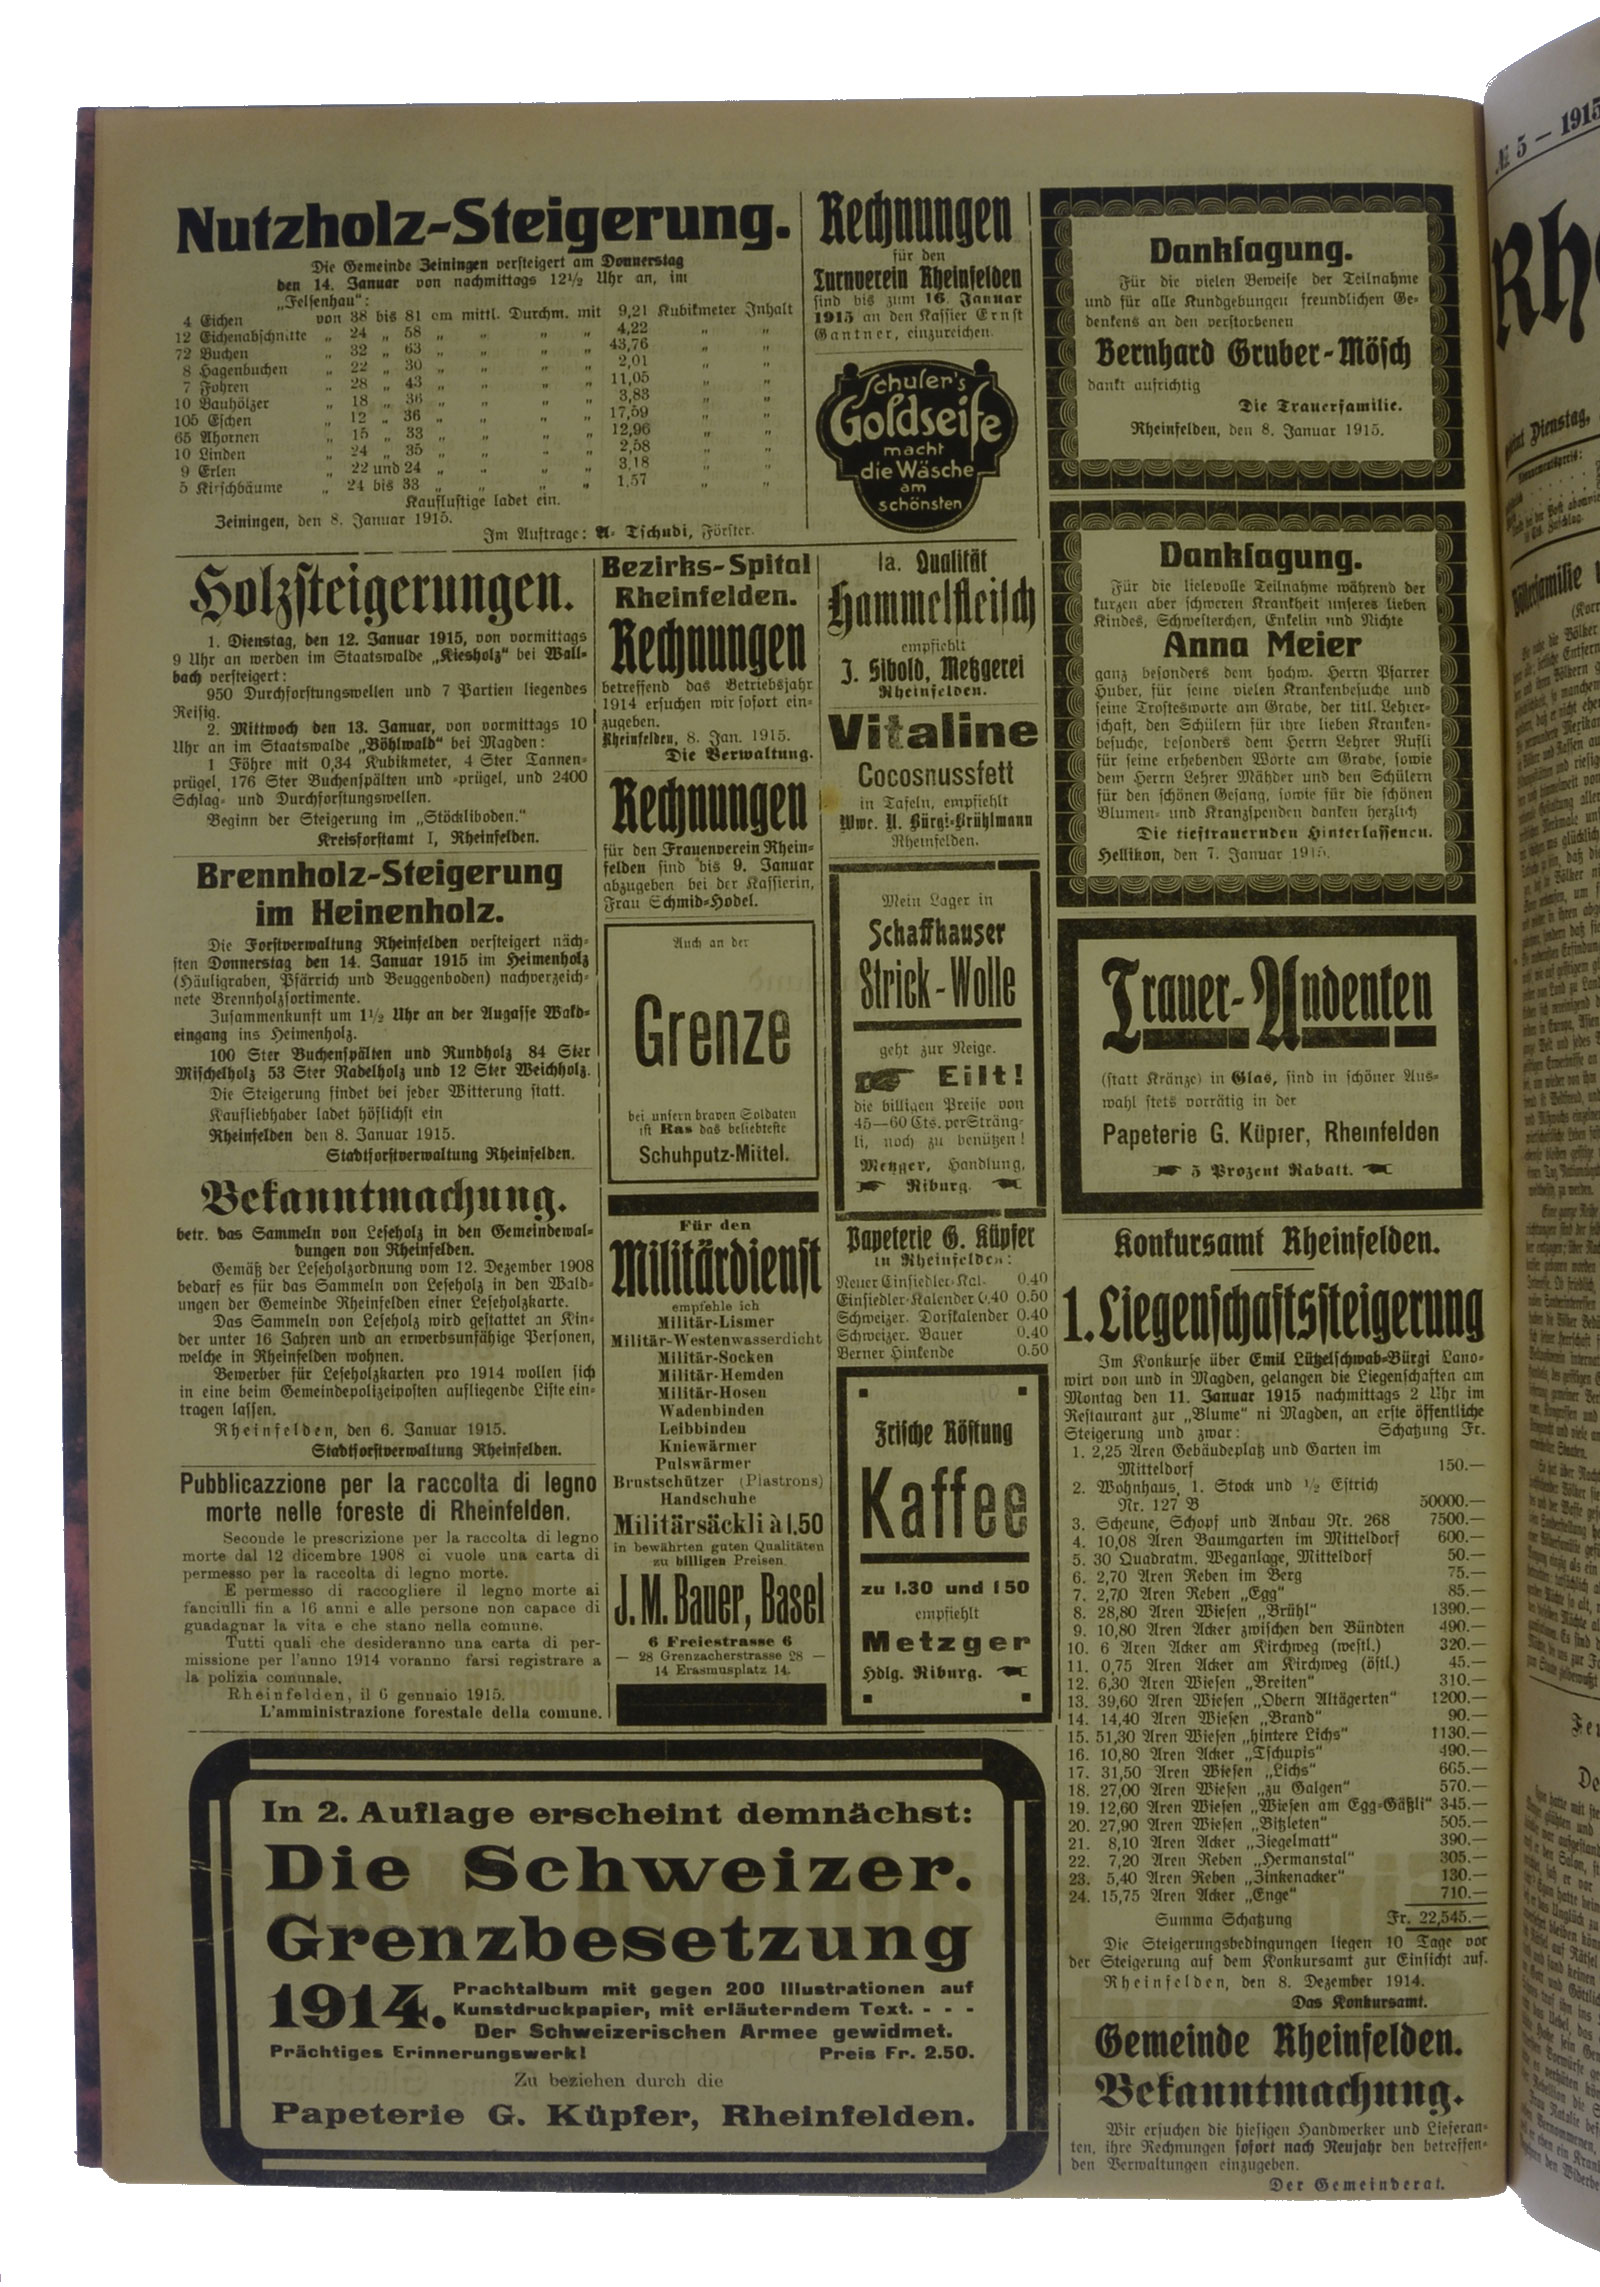 Nutzholz-Steigerung.
Die Gemeinde Zeiningen versteigert am Donnerstag
den 14. Januar von nachmittags 12½ Uhr an, im
„Felsenhau“:
4 Eichen von 38 bis 81 cm mittl. Durchm. mit 9,21 Kubikmeter Inhalt
12 Eichenabschnitte „ 24 „ 58 „ „ „ „ 4,22 „ „
72 Buchen „ 32 „ 63 „ „ „ „ 43,76 „ „
8 Hagenbuchen „ 22 „ 30 „ „ „ „ 2,01 „ „
7 Fohren „ 28 „ 43 „ „ „ „ 11,05 „ „
10 Bauhölzer „ 18 „ 36 „ „ „ „ 3,83 „ „
105 Eschen „ 12 „ 36 „ „ „ „ 17,59 „ „
65 Ahornen „ 15 „ 33 „ „ „ „ 12,96 „ „
10 Linden „ 24 „ 35 „ „ „ „ 2,58 „ „
9 Erlen „ 22 und 24 „ „ „ „ 3,18 „ „
5 Kirschbäume „ 24 bis 33 „ „ „ „ 1,57 „ „
Kauflustige ladet ein.
Zeiningen, den 8. Januar 1915.
Im Auftrage: A. Tschudi, Förster.
Holzsteigerungen.
1. Dienstag, den 12. Januar 1915, von vormittags
9 Uhr an werden im Staatswalde „Kiesholz“ bei Wall-
bach versteigert:
950 Durchforstungswellen und 7 Partien liegendes
Reisig.
2. Mittwoch den 13. Januar, von vormittags 10
Uhr an im Staatswalde „Böhlwald“ bei Magden:
1 Föhre mit 0,34 Kubikmeter, 4 Ster Tannen-
prügel, 176 Ster Buchenspälten und -prügel, und 2400
Schlag- und Durchforstungswellen.
Beginn der Steigerung im „Stöckliboden.“
Kreisforstamt I, Rheinfelden.
Brennholz-Steigerung
im Heinenholz.
Die Forstverwaltung Rheinfelden versteigert näch-
sten Donnerstag den 14. Januar 1915 im Heimenholz
(Häuligraben, Pfärrich und Beuggenboden) nachverzeich-
nete Brennholzsortimente.
Zusammenkunft um 1½ Uhr an der Augasse Wald-
eingang ins Heimenholz.
100 Ster Buchenspälten und Rundholz 84 Ster
Mischelholz 53 Ster Nadelholz und 12 Ster Weichholz.
Die Steigerung findet bei jeder Witterung statt.
Kaufliebhaber ladet höflichst ein
Rheinfelden den 8. Januar 1915.
Stadtforstverwaltung Rheinfelden.
Bekanntmachung.
betr. das Sammeln von Leseholz in den Gemeindewal-
dungen von Rheinfelden.
Gemäß der Leseholzordnung vom 12. Dezember 1908
bedarf es für das Sammeln von Leseholz in den Wald-
ungen der Gemeinde Rheinfelden einer Leseholzkarte.
Das Sammeln von Leseholz wird gestattet an Kin-
der unter 16 Jahren und an erwerbsunfähige Personen,
welche in Rheinfelden wohnen.
Bewerber für Leseholzkarten pro 1914 wollen sich
in eine beim Gemeindepolizeiposten aufliegende Liste ein-
tragen lassen.
Rheinfelden, den 6. Januar 1915.
Stadtforstverwaltung Rheinfelden.
Pubblicazzione per la raccolta di legno
morte nelle foreste di Rheinfelden.
Seconde le prescrizione per la raccolta di legno
morte dal 12 dicembre 1908 ci vuole una carta di
permesso per la raccolta di legno morte.
E permesso di raccogliere il legno morte ai
fanciulli fin a 16 anni e alle persone non capace di
guadagnar la vita e che stano nella comune.
Tutti quali che desideranno una carta di per-
missione per l'anno 1914 voranno farsi registrare a
la polizia comunale.
Rheinfelden, il 6 gennaio 1915.
L'amministrazione forestale della comune.
Rechnungen
für den
Turnverein Rheinfelden
sind bis zum 16. Januar
1915 an den Kassier Ernst
Gantner, einzureichen.
Schuler's
Goldseife
macht
die Wäsche
am
schönsten
Bezirks-Spital
Rheinfelden.
Rechnungen
betreffend das Betriebsjahr
1914 ersuchen wir sofort ein-
zugeben.
Rheinfelden, 8. Jan. 1915.
Die Verwaltung.
Rechnungen
für den Frauenverein Rhein-
felden sind bis 9. Januar
abzugeben bei der Kassierin,
Frau Schmid-Hodel.
Auch an der
Grenze
bei unsern braven Soldaten
ist Ras das beliebteste
Schuhputz-Mittel.
Für den
Militärdienst
empfehle ich
Militär-Lismer
Militär-Westen wasserdicht
Militär-Socken
Militär-Hemden
Militär-Hosen
Wadenbinden
Leibbinden
Kniewärmer
Pulswärmer
Brustschützer (Plastrons)
Handschuhe
Militärsäckli à 1.50
in bewährten guten Qualitäten
zu billigen Preisen.
J. M. Bauer, Basel
6 Freiestrasse 6
— 28 Grenzacherstrasse 28 —
14 Erasmusplatz 14.
Ia. Qualität
Hammelfleisch
empfiehlt
J. Sibold, Metzgerei
Rheinfelden.
Vitaline
Cocosnussfett
in Tafeln, empfiehlt
Wwe. A. Bürgi-Brühlmann
Rheinfelden.
Mein Lager in
Schaffhauser
Strick-Wolle
geht zur Neige.
Eilt!
die billigen Preise von
45—60 Cts. per Sträng-
li, noch zu benützen!
Metzger, Handlung,
Riburg.
Papeterie G. Küpfer
in Rheinfelden:
Neuer Einsiedler-Kal. 0.40
Einsiedler-Kalender 0.40 0.50
Schweizer. Dorfkalender 0.40
Schweizer. Bauer 0.40
Berner Hinkende 0.50
Frische Röstung
Kaffee
zu 1.30 und 1 50
empfiehlt
Metzger
Hdlg. Riburg.
In 2. Auflage erscheint demnächst:
Die Schweizer.
Grenzbesetzung
1914.
Prachtalbum mit gegen 200 Illustrationen auf
Kunstdruckpapier, mit erläuterndem Text. - - -
Der Schweizerischen Armee gewidmet.
Prächtiges Erinnerungswerk! Preis Fr. 2.50.
Zu beziehen durch die
Papeterie G. Küpfer, Rheinfelden.
Danksagung.
Für die vielen Beweise der Teilnahme
und für alle Kundgebungen freundlichen Ge-
denkens an den verstorbenen
Bernhard Gruber-Mösch
dankt aufrichtig
Die Trauerfamilie.
Rheinfelden, den 8. Januar 1915.
Danksagung.
Für die lievolle Teilnahme während der
kurzen aber schweren Krankheit unseres lieben
Kindes, Schwesterchen, Enkelin und Nichte
Anna Meier
ganz besonders dem hochw. Herrn Pfarrer
Huber, für seine vielen Krankenbesuche und
seine Trostesworte am Grabe, der titl. Lehrer-
schaft, den Schülern für ihre lieben Kranken-
besuche, besonders dem Herrn Lehrer Rufli
für seine erhebenden Worte am Grabe, sowie
dem Herrn Lehrer Mähder und den Schülern
für den schönen Gesang, sowie für die schönen
Blumen- und Kranzspenden danken herzlich
Die tieftrauernden Hinterlassenen.
Hellikon, den 7. Januar 1915.
Trauer-Andenken
(statt Kränze) in Glas, sind in schöner Aus-
wahl stets vorrätig in der
Papeterie G. Küpfer, Rheinfelden
5 Prozent Rabatt.
Konkursamt Rheinfelden.
1. Liegenschaftssteigerung
Im Konkurse über Emil Lützelschwab-Bürgi Land-
wirt von und in Magden, gelangen die Liegenschaften am
Montag den 11. Januar 1915 nachmittags 2 Uhr im
Restaurant zur „Blume“ ni Magden, an erste öffentliche
Steigerung und zwar: Schatzung Fr.
1. 2,25 Aren Gebäudeplatz und Garten im
Mitteldorf 150.—
2. Wohnhaus, 1. Stock und ½ Estrich
Nr. 127 B 50000.—
3. Scheune, Schopf und Anbau Nr. 268 7500.—
4. 10,08 Aren Baumgarten im Mitteldorf 600.—
5. 30 Quadratm. Weganlage, Mitteldorf 50.—
6. 2,70 Aren Reben im Berg 75.—
7. 2,70 Aren Reben „Egg“ 85.—
8. 28,80 Aren Wiesen „Brühl“ 1390.—
9. 10,80 Aren Acker zwischen den Bündten 490.—
10. 6 Aren Acker am Kirchweg (westl.) 320.—
11. 0,75 Aren Acker am Kirchweg (östl.) 45.—
12. 6,30 Aren Wiesen „Breiten“ 310.—
13. 39,60 Aren Wiesen „Obern Altägerten“ 1200.—
14. 14,40 Aren Wiesen „Brand“ 90.—
15. 51,30 Aren Wiesen „hintere Lichs“ 1130.—
16. 10,80 Aren Acker „Tschupis“ 490.—
17. 31,50 Aren Wiesen „Lichs“ 665.—
18. 27,00 Aren Wiesen „zu Galgen“ 570.—
19. 12,60 Aren Wiesen „Wiesen am Egg-Gäßli“ 345.—
20. 27,90 Aren Wiesen „Bitzleten“ 505.—
21. 8,10 Aren Acker „Ziegelmatt“ 390.—
22. 7,20 Aren Reben „Hermanstal“ 305.—
23. 5,40 Aren Reben „Zinkenacker“ 130.—
24. 15,75 Aren Acker „Enge“ 710.—
Summa Schatzung Fr. 22,545.—
Die Steigerungsbedingungen liegen 10 Tage vor
der Steigerung auf dem Konkursamt zur Einsicht auf.
Rheinfelden, den 8. Dezember 1914.
Das Konkursamt.
Gemeinde Rheinfelden.
Bekanntmachung.
Wir ersuchen die hiesigen Handwerker und Lieferan-
ten, ihre Rechnungen sofort nach Neujahr den betreffen-
den Verwaltungen einzugeben.
Der Gemeinderat.
№ 5 — 1915